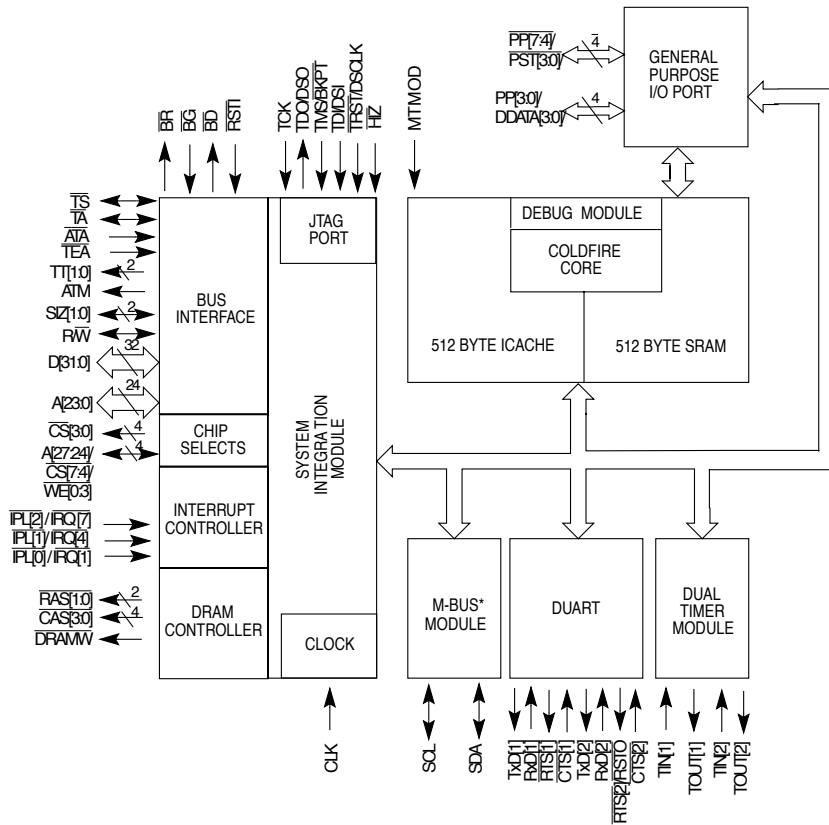 PP[7:4]/
PST[3:0]/
4
PP[3:0]/
DDATA[3:0]/
4
GENERAL
PURPOSE
I/O PORT
BR
BG
BD
RSTI
TCK
TDO/DSO
TMS/BKPT
TDI/DSI
TRST/DSCLK
HIZ
MTMOD
TS
TA
ATA
TEA
TT[1:0]
2
ATM
SIZ[1:0]
2
R/W
D[31:0]
32
A[23:0]
24
CS[3:0]
4
A[27:24]/
4
CS[7:4]/
WE[0:3]
IPL[2]/IRQ[7]
IPL[1]/IRQ[4]
IPL[0]/IRQ[1]
RAS[1:0]
2
CAS[3:0]
4
DRAMW
BUS
INTERFACE
CHIP
SELECTS
INTERRUPT
CONTROLLER
DRAM
CONTROLLER
JTAG
PORT
SYSTEM
INTEGRATION
MODULE
CLOCK
CLK
DEBUG MODULE
COLDFIRE
CORE
512 BYTE ICACHE
512 BYTE SRAM
M-BUS*
MODULE
DUART
DUAL
TIMER
MODULE
SCL
SDA
TxD[1]
RxD[1]
RTS[1]
CTS[1]
TxD[2]
RxD[2]
RTS[2]/RSTO
CTS[2]
TIN[1]
TOUT[1]
TIN[2]
TOUT[2]